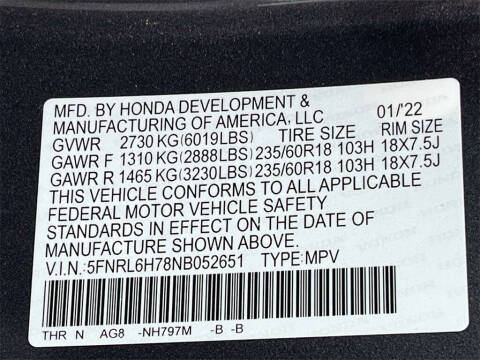 MFD. BY HONDA DEVELOPMENT &
MANUFACTURING OF AMERICA, LLC 01/'22
GVWR 2730 KG(6019LBS) TIRE SIZE RIM SIZE
GAWR F 1310 KG(2888LBS) 235/60R18 103H 18X7.5J
GAWR R 1465 KG(3230LBS) 235/60R18 103H 18X7.5J
THIS VEHICLE CONFORMS TO ALL APPLICABLE
FEDERAL MOTOR VEHICLE SAFETY
STANDARDS IN EFFECT ON THE DATE OF
MANUFACTURE SHOWN ABOVE.
V.I.N.:5FNRL6H78NB052651 TYPE:MPV
THR N AG8 -NH797M -B -B